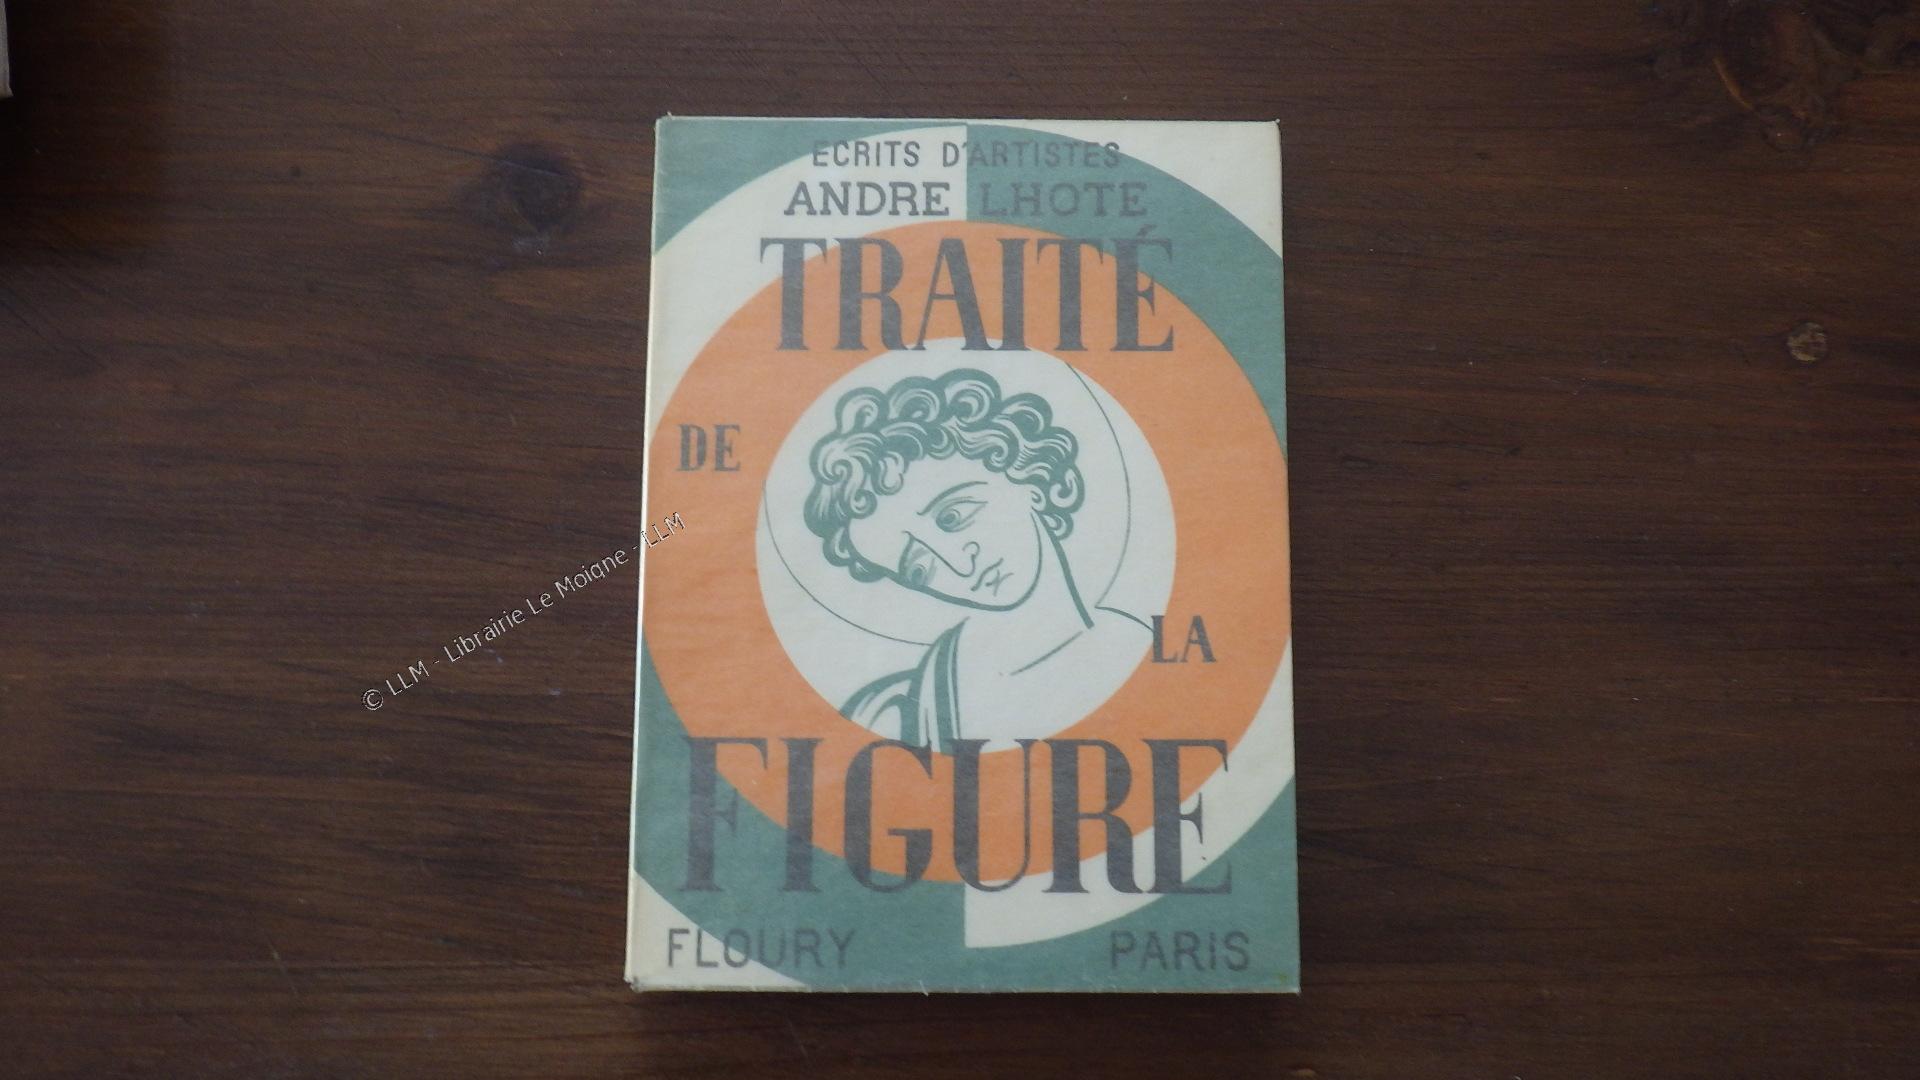 ECRITS D'ARTISTES
ANDRE LHOTE
TRAITÉ
DE
LA
FIGURE
FLOURY PARIS
© LLM - Librairie Le Moigne - LLM